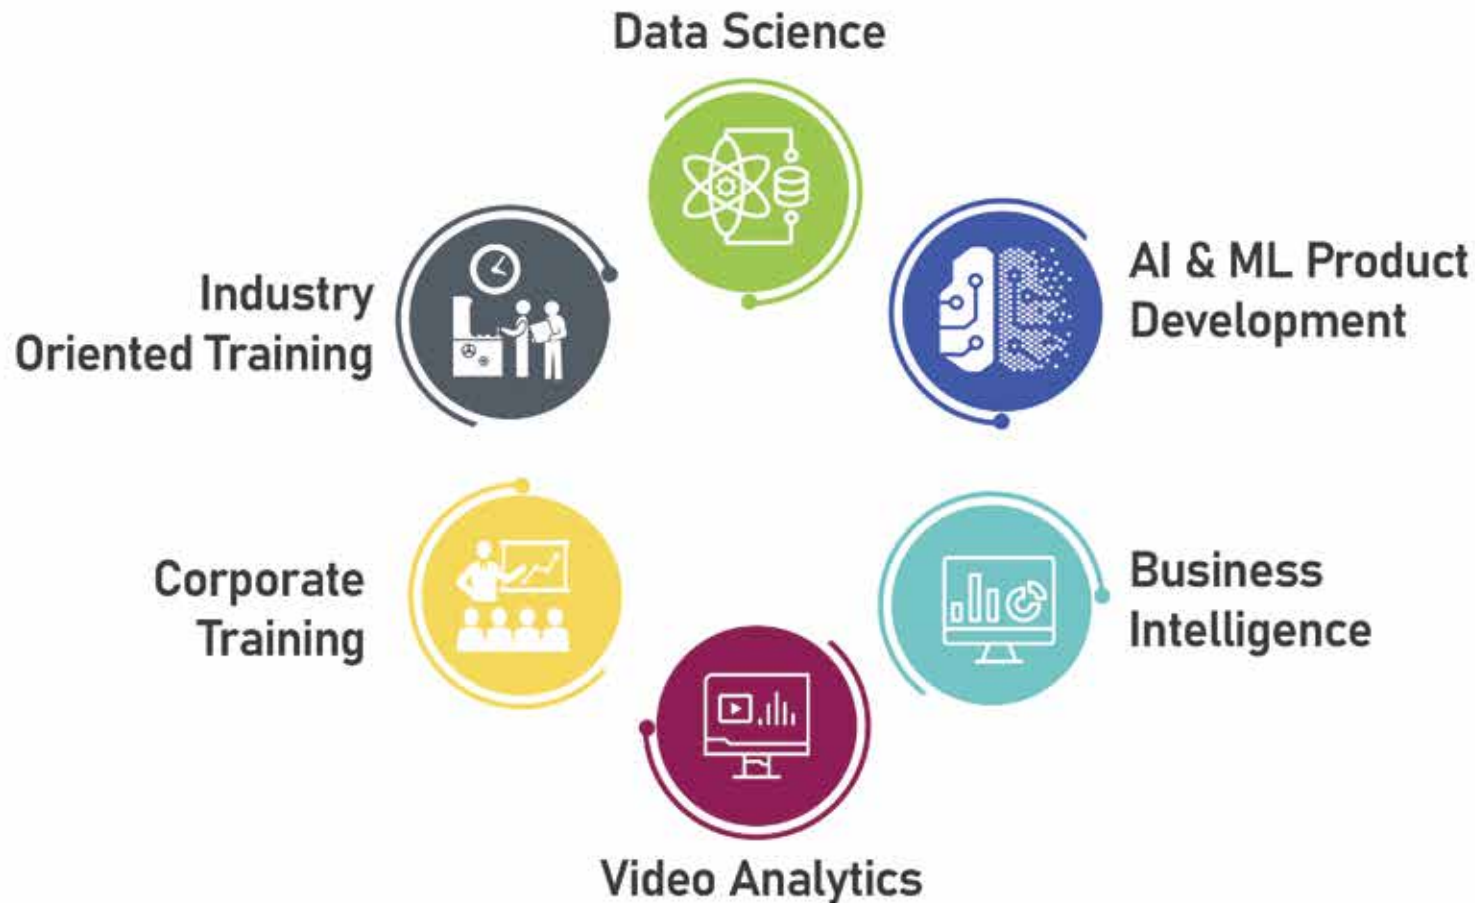 Data Science
AI & ML Product
Development
Industry
Oriented Training
Business
Intelligence
Corporate
Training
Video Analytics